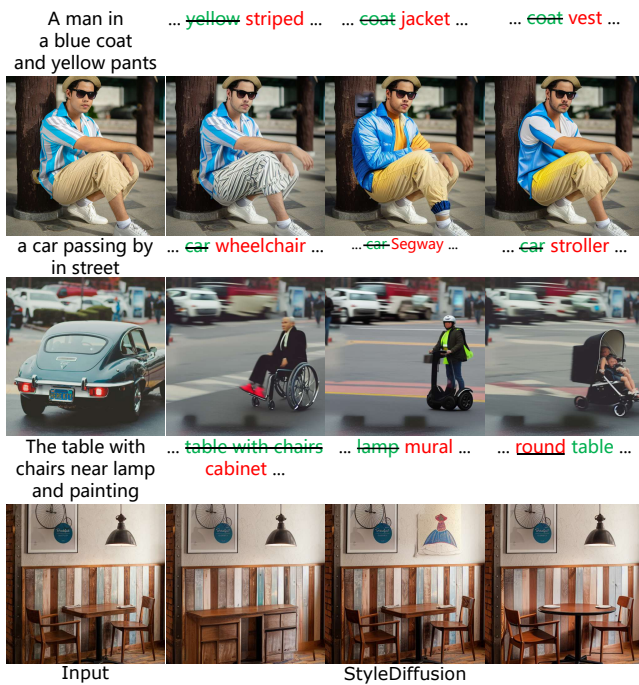 A man in
a blue coat
and yellow pants
... yellow striped ...
... coat jacket ...
... coat vest ...
a car passing by
in street
... car wheelchair ...
... car Segway ...
... car stroller ...
The table with
chairs near lamp
and painting
... table with chairs
cabinet ...
... lamp mural ...
... round table ...
Input
StyleDiffusion